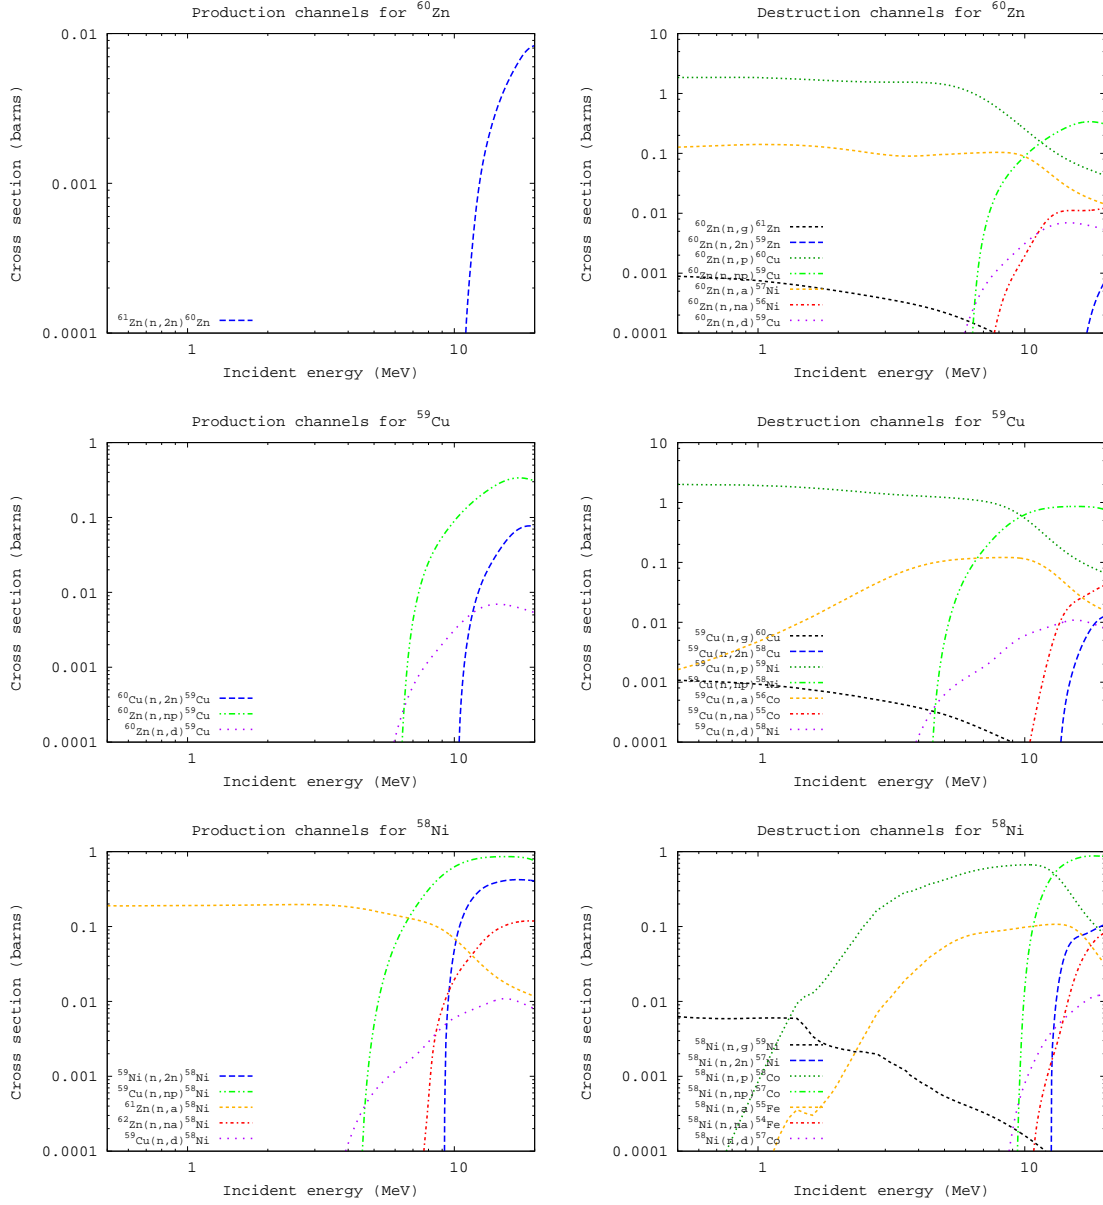 Production channels for ⁶⁰Zn
Cross section (barns)
0.01
0.001
0.0001
⁶¹Zn(n,2n)⁶⁰Zn
1
10
Incident energy (MeV)
Destruction channels for ⁶⁰Zn
Cross section (barns)
10
1
0.1
0.01
0.001
0.0001
⁶⁰Zn(n,g)⁶¹Zn
⁶⁰Zn(n,2n)⁵⁹Zn
⁶⁰Zn(n,p)⁶⁰Cu
⁶⁰Zn(n,np)⁵⁹Cu
⁶⁰Zn(n,a)⁵⁷Ni
⁶⁰Zn(n,na)⁵⁶Ni
⁶⁰Zn(n,d)⁵⁹Cu
1
10
Incident energy (MeV)
Production channels for ⁵⁹Cu
Cross section (barns)
1
0.1
0.01
0.001
0.0001
⁶⁰Cu(n,2n)⁵⁹Cu
⁶⁰Zn(n,np)⁵⁹Cu
⁶⁰Zn(n,d)⁵⁹Cu
1
10
Incident energy (MeV)
Destruction channels for ⁵⁹Cu
Cross section (barns)
10
1
0.1
0.01
0.001
0.0001
⁵⁹Cu(n,g)⁶⁰Cu
⁵⁹Cu(n,2n)⁵⁸Cu
⁵⁹Cu(n,p)⁵⁹Ni
⁵⁹Cu(n,np)⁵⁸Ni
⁵⁹Cu(n,a)⁵⁶Co
⁵⁹Cu(n,na)⁵⁵Co
⁵⁹Cu(n,d)⁵⁸Ni
1
10
Incident energy (MeV)
Production channels for ⁵⁸Ni
Cross section (barns)
1
0.1
0.01
0.001
0.0001
⁵⁹Ni(n,2n)⁵⁸Ni
⁵⁹Cu(n,np)⁵⁸Ni
⁶¹Zn(n,a)⁵⁸Ni
⁶²Zn(n,na)⁵⁸Ni
⁵⁹Cu(n,d)⁵⁸Ni
1
10
Incident energy (MeV)
Destruction channels for ⁵⁸Ni
Cross section (barns)
1
0.1
0.01
0.001
0.0001
⁵⁸Ni(n,g)⁵⁹Ni
⁵⁸Ni(n,2n)⁵⁷Ni
⁵⁸Ni(n,p)⁵⁸Co
⁵⁸Ni(n,np)⁵⁷Co
⁵⁸Ni(n,a)⁵⁵Fe
⁵⁸Ni(n,na)⁵⁴Fe
⁵⁸Ni(n,d)⁵⁷Co
1
10
Incident energy (MeV)